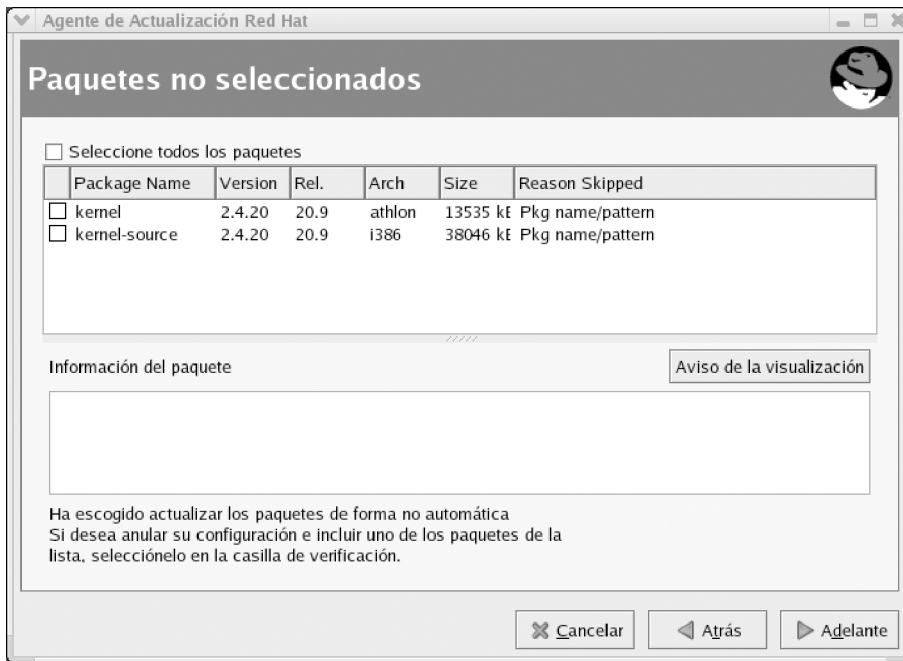 Agente de Actualización Red Hat
Paquetes no seleccionados
Seleccione todos los paquetes
Package Name Version Rel. Arch Size Reason Skipped
kernel 2.4.20 20.9 athlon 13535 kE Pkg name/pattern
kernel-source 2.4.20 20.9 i386 38046 kE Pkg name/pattern
Información del paquete
Aviso de la visualización
Ha escogido actualizar los paquetes de forma no automática
Si desea anular su configuración e incluir uno de los paquetes de la
lista, selecciónelo en la casilla de verificación.
Cancelar Atrás Adelante